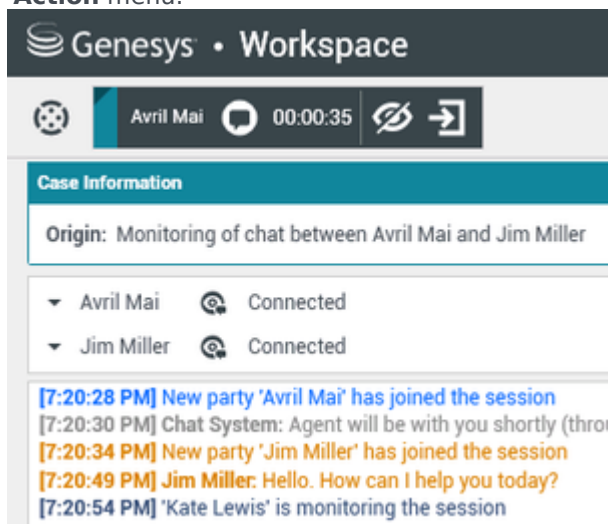 Action menu.
Genesys • Workspace
Avril Mai 00:00:35
Case Information
Origin: Monitoring of chat between Avril Mai and Jim Miller
Avril Mai Connected
Jim Miller Connected
[7:20:28 PM] New party 'Avril Mai' has joined the session
[7:20:30 PM] Chat System: Agent will be with you shortly (throu
[7:20:34 PM] New party 'Jim Miller' has joined the session
[7:20:49 PM] Jim Miller: Hello. How can I help you today?
[7:20:54 PM] 'Kate Lewis' is monitoring the session